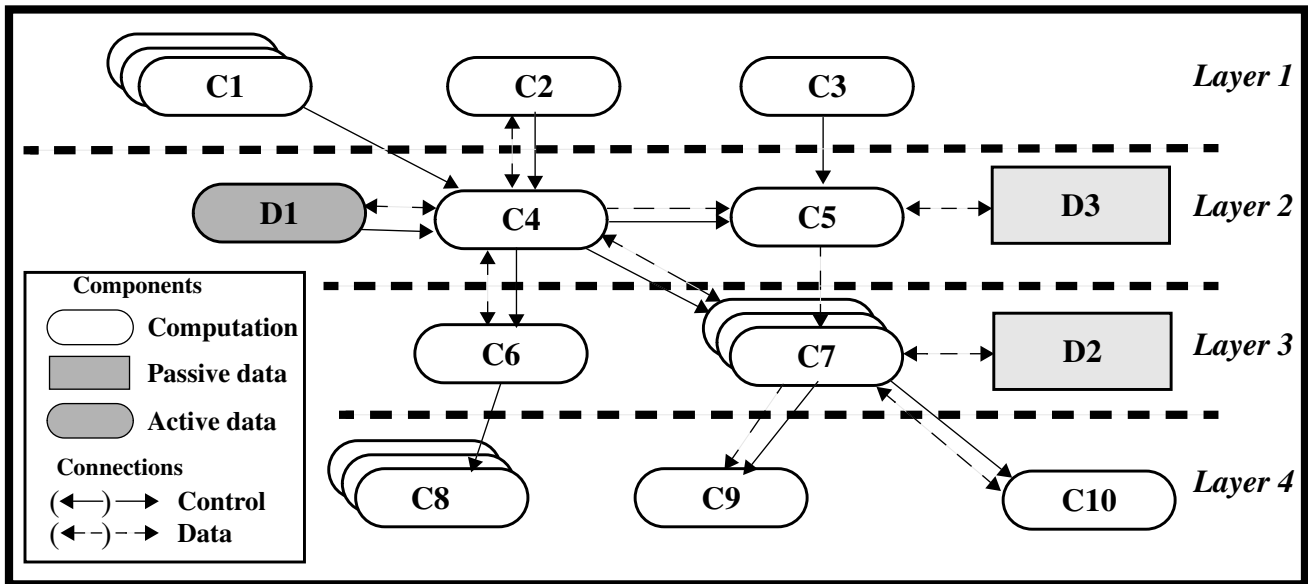 C1
C2
C3
Layer 1
D1
C4
C5
D3
Layer 2
Components
Computation
Passive data
Active data
Connections
( ) Control
( ) Data
C6
C7
D2
Layer 3
C8
C9
C10
Layer 4